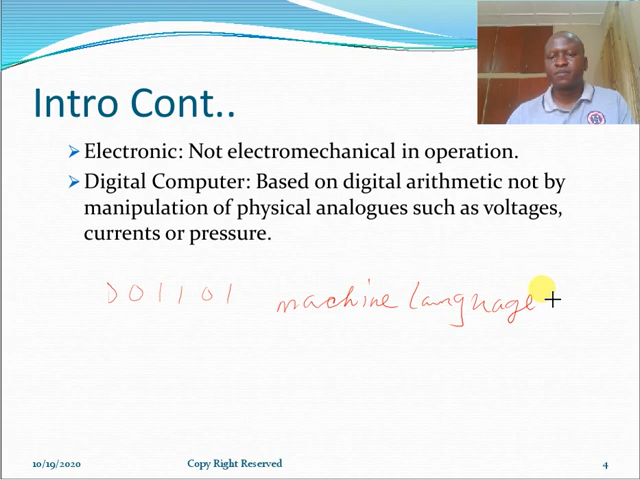 Intro Cont..
Electronic: Not electromechanical in operation.
Digital Computer: Based on digital arithmetic not by
manipulation of physical analogues such as voltages,
currents or pressure.
001101 machine language
10/19/2020 Copy Right Reserved 4